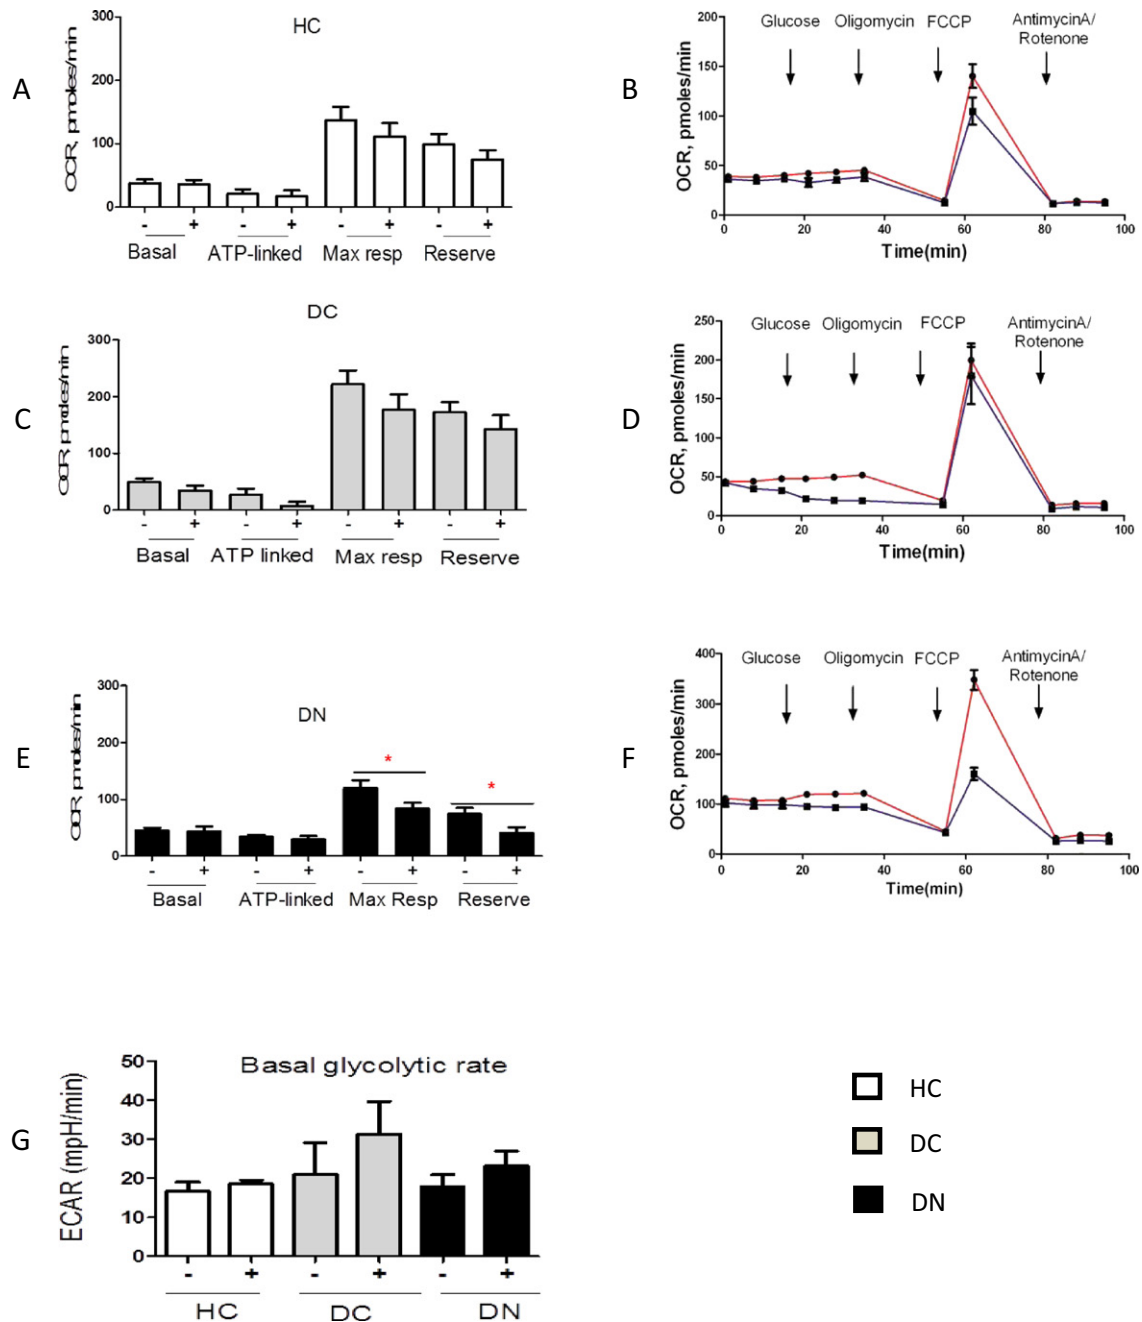 A
HC
OCR, pmoles/min
300
200
100
0
- + - + - + - +
Basal ATP-linked Max resp Reserve
B
Glucose Oligomycin FCCP AntimycinA/
Rotenone
OCR, pmoles/min
200
150
100
50
0
0 20 40 60 80 100
Time(min)
C
DC
OCR, pmoles/min
300
200
100
0
- + - + - + - +
Basal ATP linked Max resp Reserve
D
Glucose Oligomycin FCCP AntimycinA/
Rotenone
OCR, pmoles/min
250
200
150
100
50
0
0 20 40 60 80 100
Time(min)
E
DN
OCR, pmoles/min
300
200
100
0
* *
- + - + - + - +
Basal ATP-linked Max Resp Reserve
F
Glucose Oligomycin FCCP AntimycinA/
Rotenone
OCR, pmoles/min
400
300
200
100
0
0 20 40 60 80 100
Time(min)
G
Basal glycolytic rate
ECAR (mpH/min)
50
40
30
20
10
0
- + - + - +
HC DC DN
HC
DC
DN